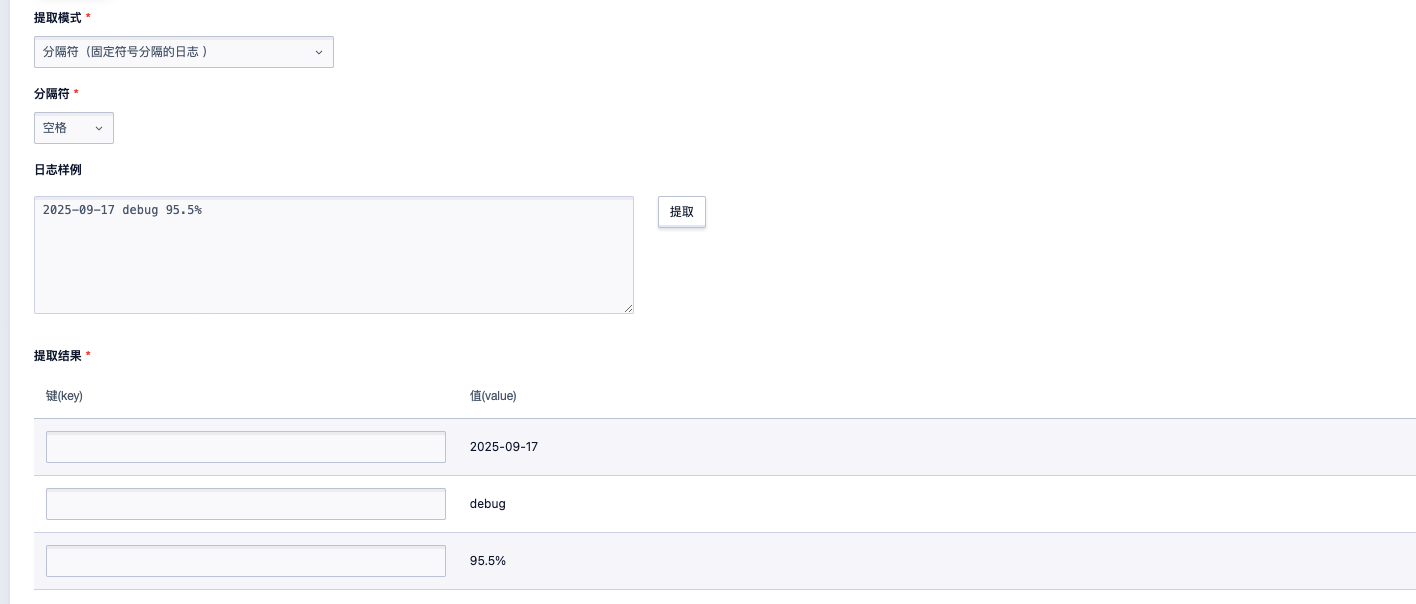 提取模式 *
分隔符（固定符号分隔的日志 ）
分隔符 *
空格
日志样例
2025-09-17 debug 95.5%
提取
提取结果 *
键(key) 值(value)
2025-09-17
debug
95.5%